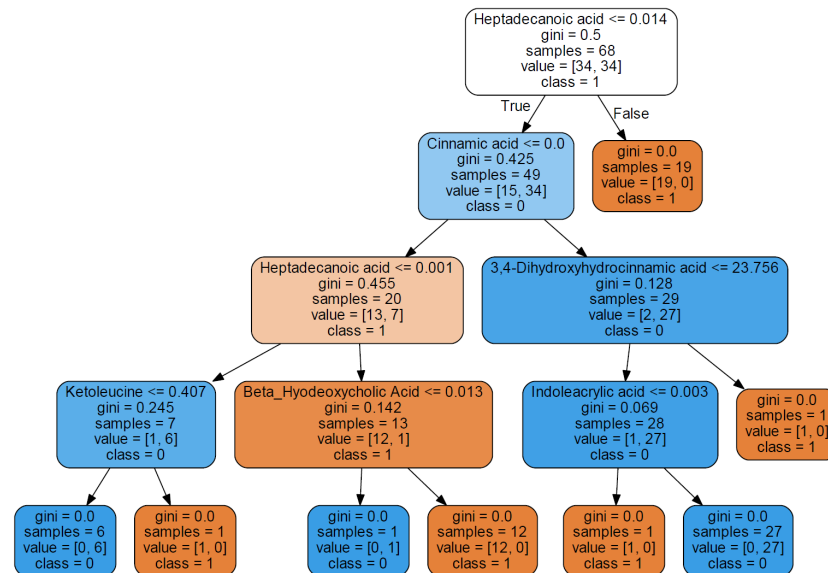 Heptadecanoic acid <= 0.014
gini = 0.5
samples = 68
value = [34, 34]
class = 1
True
False
Cinnamic acid <= 0.0
gini = 0.425
samples = 49
value = [15, 34]
class = 0
gini = 0.0
samples = 19
value = [19, 0]
class = 1
Heptadecanoic acid <= 0.001
gini = 0.455
samples = 20
value = [13, 7]
class = 1
3,4-Dihydroxyhydrocinnamic acid <= 23.756
gini = 0.128
samples = 29
value = [2, 27]
class = 0
Ketoleucine <= 0.407
gini = 0.245
samples = 7
value = [1, 6]
class = 0
Beta_Hyodeoxycholic Acid <= 0.013
gini = 0.142
samples = 13
value = [12, 1]
class = 1
Indoleacrylic acid <= 0.003
gini = 0.069
samples = 28
value = [1, 27]
class = 0
gini = 0.0
samples = 1
value = [1, 0]
class = 1
gini = 0.0
samples = 6
value = [0, 6]
class = 0
gini = 0.0
samples = 1
value = [1, 0]
class = 1
gini = 0.0
samples = 1
value = [0, 1]
class = 0
gini = 0.0
samples = 12
value = [12, 0]
class = 1
gini = 0.0
samples = 1
value = [1, 0]
class = 1
gini = 0.0
samples = 27
value = [0, 27]
class = 0